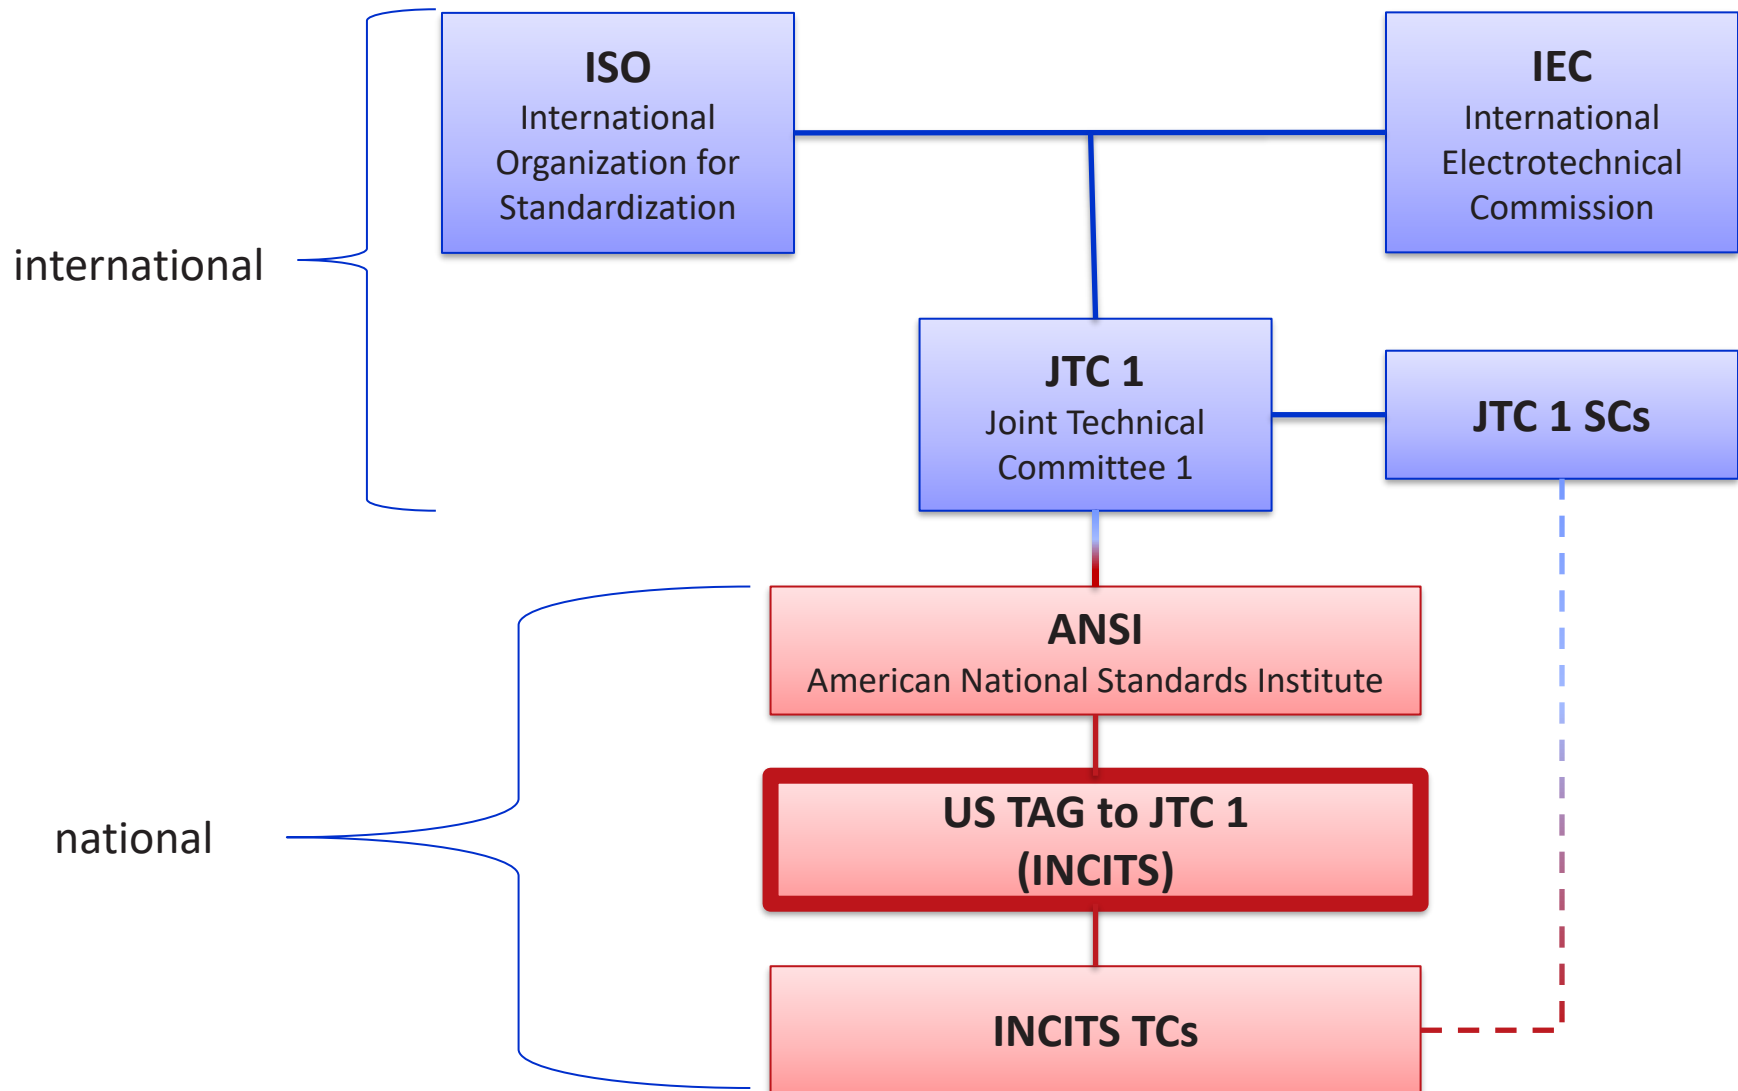 ISO
International
Organization for
Standardization
IEC
International
Electrotechnical
Commission
international
JTC 1
Joint Technical
Committee 1
JTC 1 SCs
ANSI
American National Standards Institute
national
US TAG to JTC 1
(INCITS)
INCITS TCs